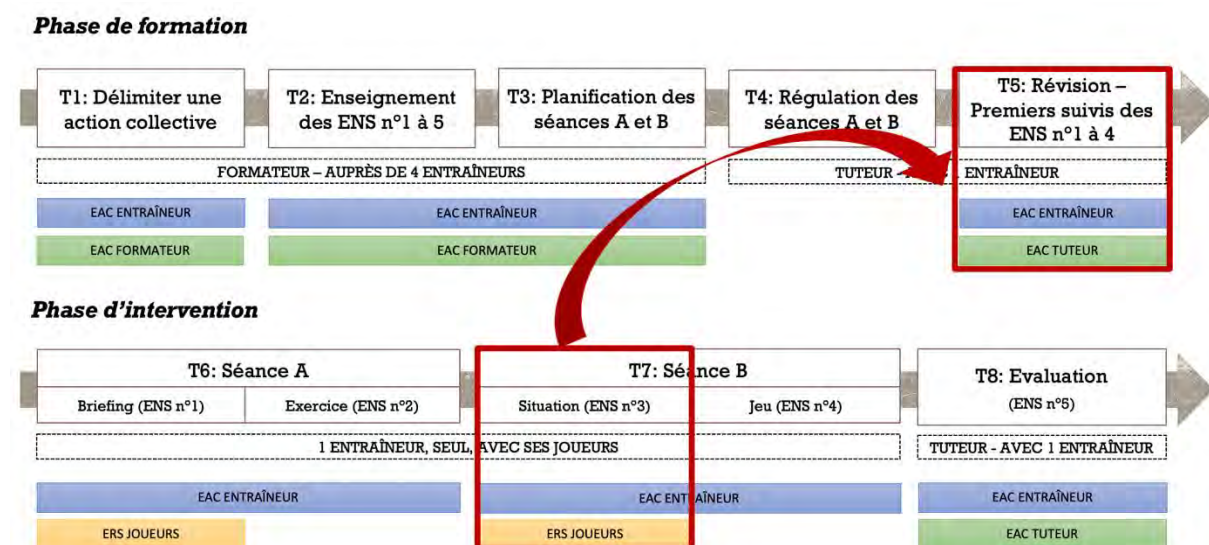 Phase de formation
T1: Délimiter une
action collective
T2: Enseignement
des ENS n°1 à 5
T3: Planification des
séances A et B
T4: Régulation des
séances A et B
T5: Révision –
Premiers suivis des
ENS n°1 à 4
FORMATEUR – AUPRÈS DE 4 ENTRAÎNEURS
TUTEUR - 1 ENTRAÎNEUR
EAC ENTRAÎNEUR
EAC ENTRAÎNEUR
EAC ENTRAÎNEUR
EAC FORMATEUR
EAC FORMATEUR
EAC TUTEUR
Phase d'intervention
T6: Séance A
T7: Séance B
T8: Evaluation
(ENS n°5)
Briefing (ENS n°1)
Exercice (ENS n°2)
Situation (ENS n°3)
Jeu (ENS n°4)
1 ENTRAÎNEUR, SEUL, AVEC SES JOUEURS
TUTEUR - AVEC 1 ENTRAÎNEUR
EAC ENTRAÎNEUR
EAC ENTRAÎNEUR
EAC ENTRAÎNEUR
ERS JOUEURS
ERS JOUEURS
EAC TUTEUR